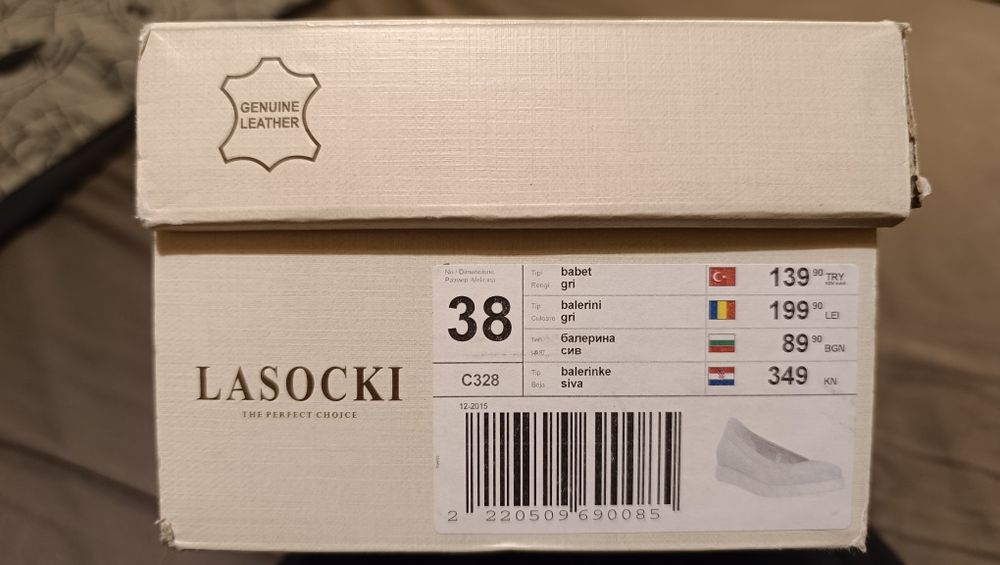 GENUINE
LEATHER
LASOCKI
THE PERFECT CHOICE
No / Dimensione
38
C328
Tipi babet
Rengi gri
139 90 TRY
Tip balerini
Culoare gri
199 90 LEI
балерина
сив
89 90 BGN
Tip balerinke
Boja siva
349 KN
12-2015
2 220509 690085